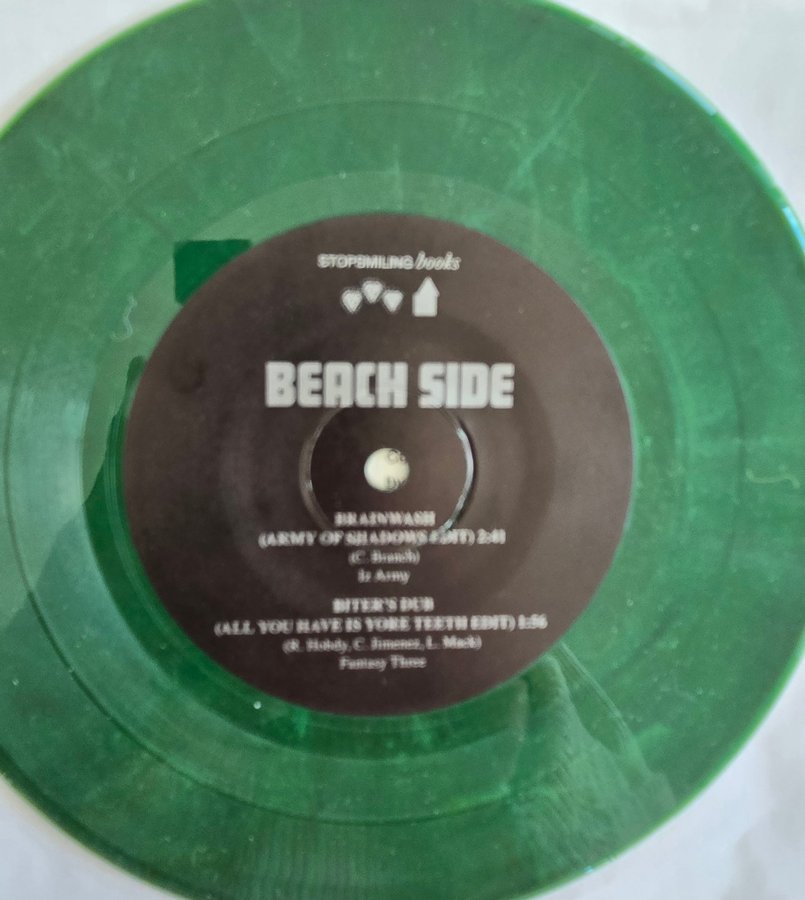 STOPSMILING books
BEACH SIDE
BRAINWASH
(ARMY OF SHADOWS EDIT) 2:41
(C. Branch)
Iz Army
BITER'S DUB
(ALL YOU HAVE IS YORE TEETH EDIT) 1:56
(R. Hobdy, C. Jimenez, L. Mack)
Fantasy Three